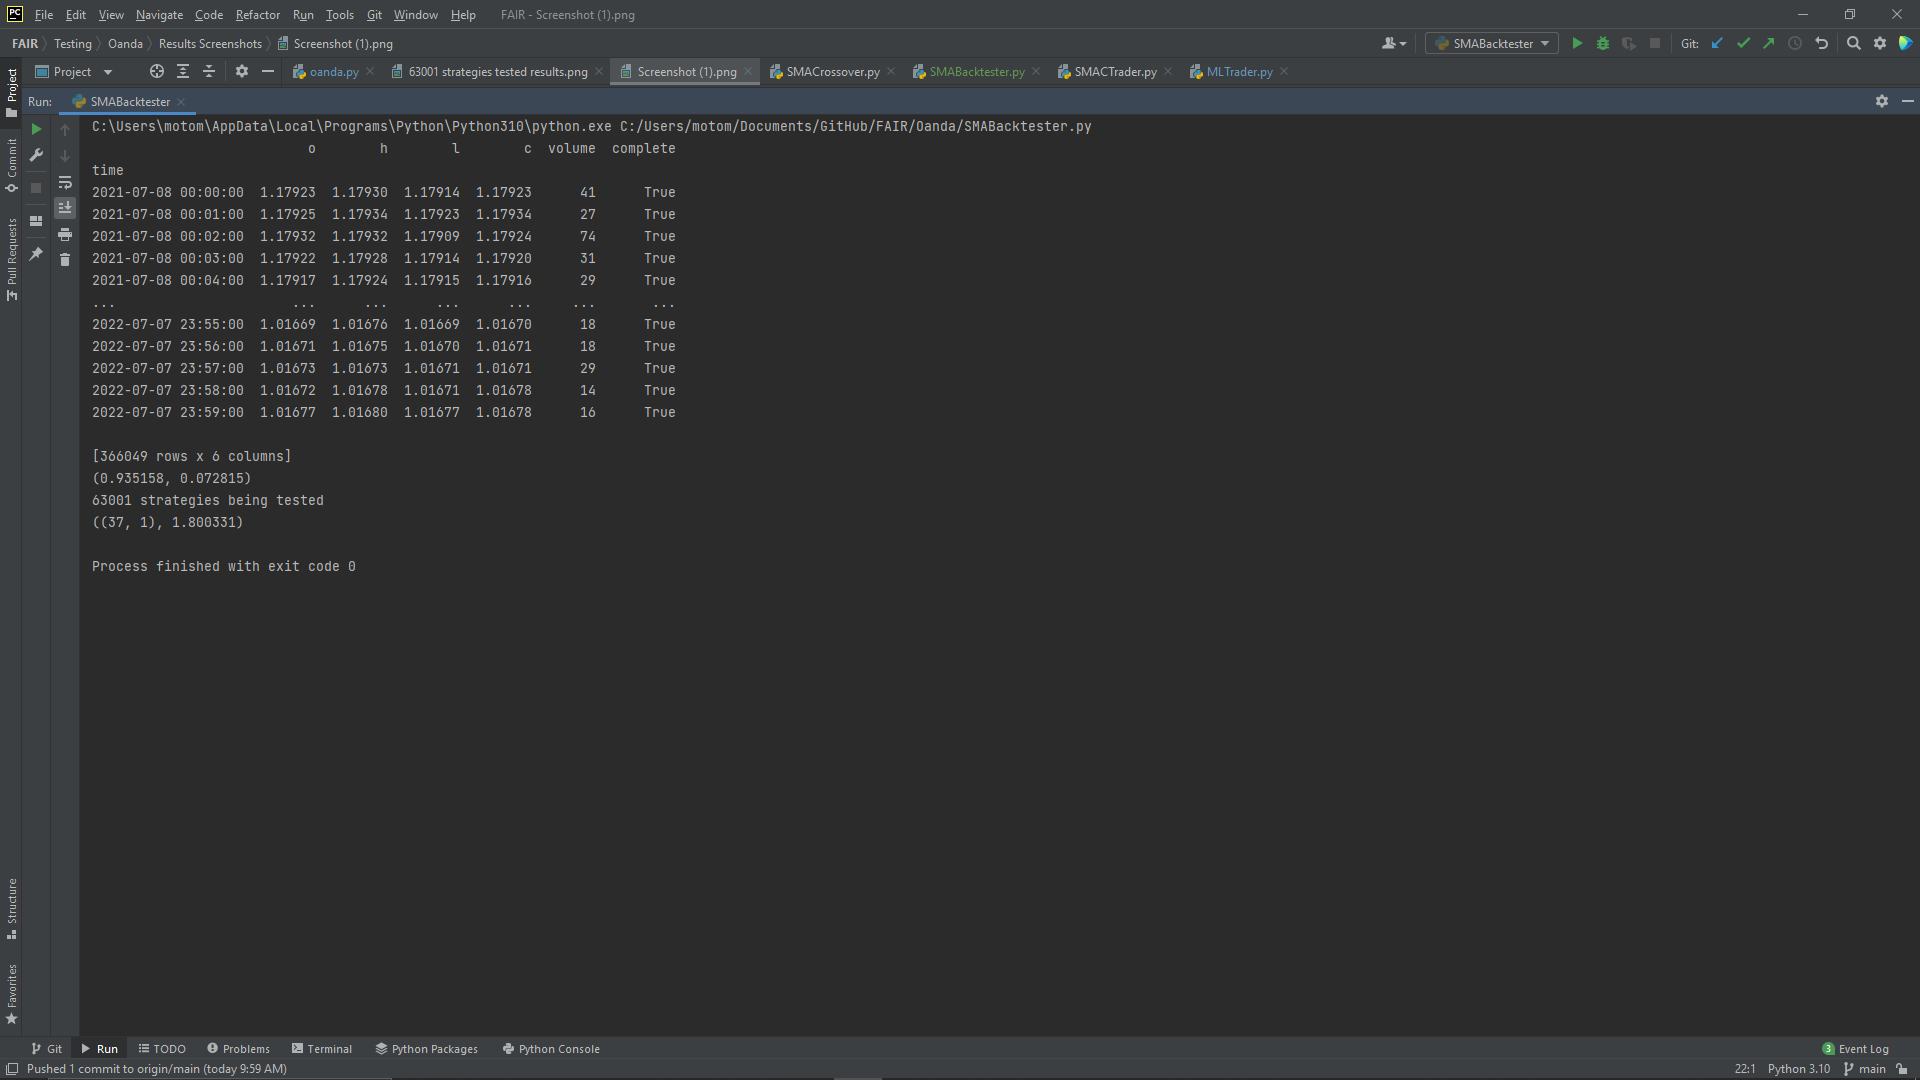 PC File Edit View Navigate Code Refactor Run Tools Git Window Help FAIR - Screenshot (1).png
FAIR Testing Oanda Results Screenshots Screenshot (1).png SMABacktester Git:
Project oanda.py 63001 strategies tested results.png Screenshot (1).png SMACrossover.py SMABacktester.py SMACTrader.py MLTrader.py
Run: SMABacktester
Project
Commit
Pull Requests
Structure
Favorites
C:\Users\motom\AppData\Local\Programs\Python\Python310\python.exe C:/Users/motom/Documents/GitHub/FAIR/Oanda/SMABacktester.py
o h l c volume complete
time
2021-07-08 00:00:00 1.17923 1.17930 1.17914 1.17923 41 True
2021-07-08 00:01:00 1.17925 1.17934 1.17923 1.17934 27 True
2021-07-08 00:02:00 1.17932 1.17932 1.17909 1.17924 74 True
2021-07-08 00:03:00 1.17922 1.17928 1.17914 1.17920 31 True
2021-07-08 00:04:00 1.17917 1.17924 1.17915 1.17916 29 True
... ... ... ... ... ... ...
2022-07-07 23:55:00 1.01669 1.01676 1.01669 1.01670 18 True
2022-07-07 23:56:00 1.01671 1.01675 1.01670 1.01671 18 True
2022-07-07 23:57:00 1.01673 1.01673 1.01671 1.01671 29 True
2022-07-07 23:58:00 1.01672 1.01678 1.01671 1.01678 14 True
2022-07-07 23:59:00 1.01677 1.01680 1.01677 1.01678 16 True
[366049 rows x 6 columns]
(0.935158, 0.072815)
63001 strategies being tested
((37, 1), 1.800331)
Process finished with exit code 0
Git Run TODO Problems Terminal Python Packages Python Console 3 Event Log
Pushed 1 commit to origin/main (today 9:59 AM) 22:1 Python 3.10 main